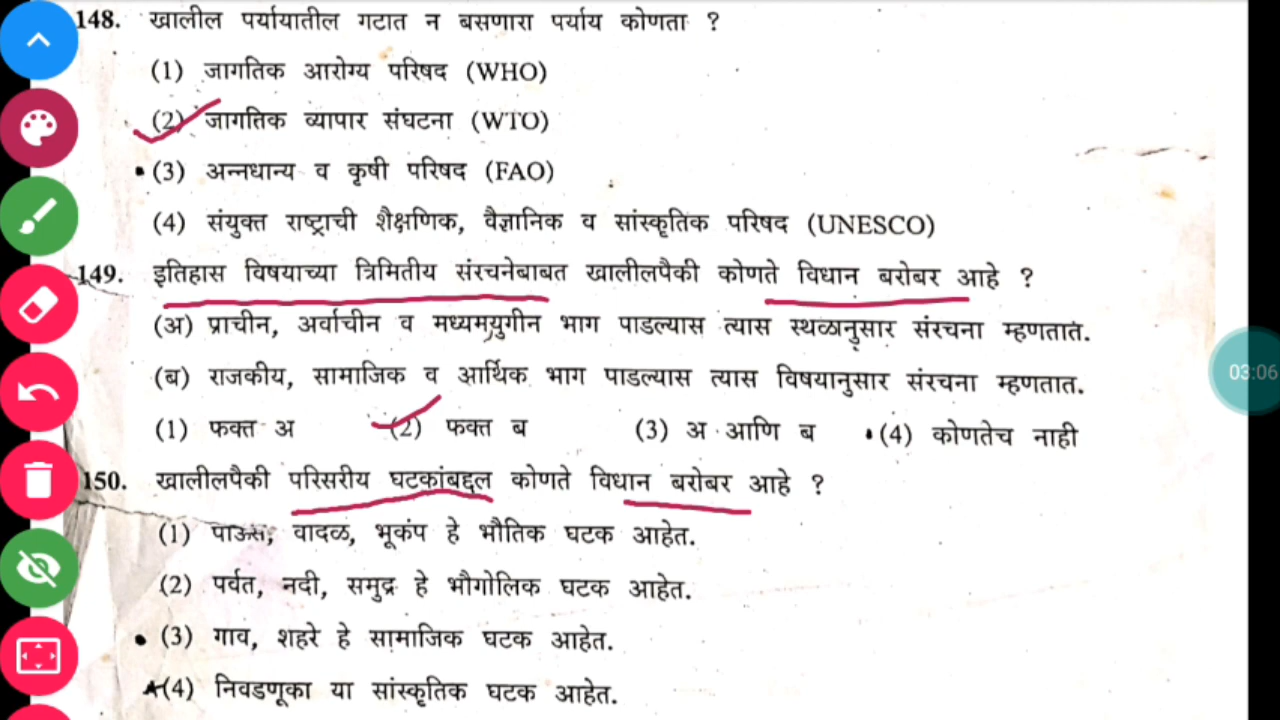 148. खालील पर्यायातील गटात न बसणारा पर्याय कोणता ?
(1) जागतिक आरोग्य परिषद (WHO)
(2) जागतिक व्यापार संघटना (WTO)
(3) अन्नधान्य व कृषी परिषद (FAO)
(4) संयुक्त राष्ट्राची शैक्षणिक, वैज्ञानिक व सांस्कृतिक परिषद (UNESCO)
149. इतिहास विषयाच्या त्रिमितीय संरचनेबाबत खालीलपैकी कोणते विधान बरोबर आहे ?
(अ) प्राचीन, अर्वाचीन व मध्यमयुगीन भाग पाडल्यास त्यास स्थळानुसार संरचना म्हणतात.
03:06
(ब) राजकीय, सामाजिक व आर्थिक भाग पाडल्यास त्यास विषयानुसार संरचना म्हणतात.
(1) फक्त अ (2) फक्त ब (3) अ आणि ब (4) कोणतेच नाही
150. खालीलपैकी परिसरीय घटकांबद्दल कोणते विधान बरोबर आहे ?
(1) पाऊस, वादळ, भूकंप हे भौतिक घटक आहेत.
(2) पर्वत, नदी, समुद्र हे भौगोलिक घटक आहेत.
(3) गाव, शहरे हे सामाजिक घटक आहेत.
(4) निवडणूका या सांस्कृतिक घटक आहेत.